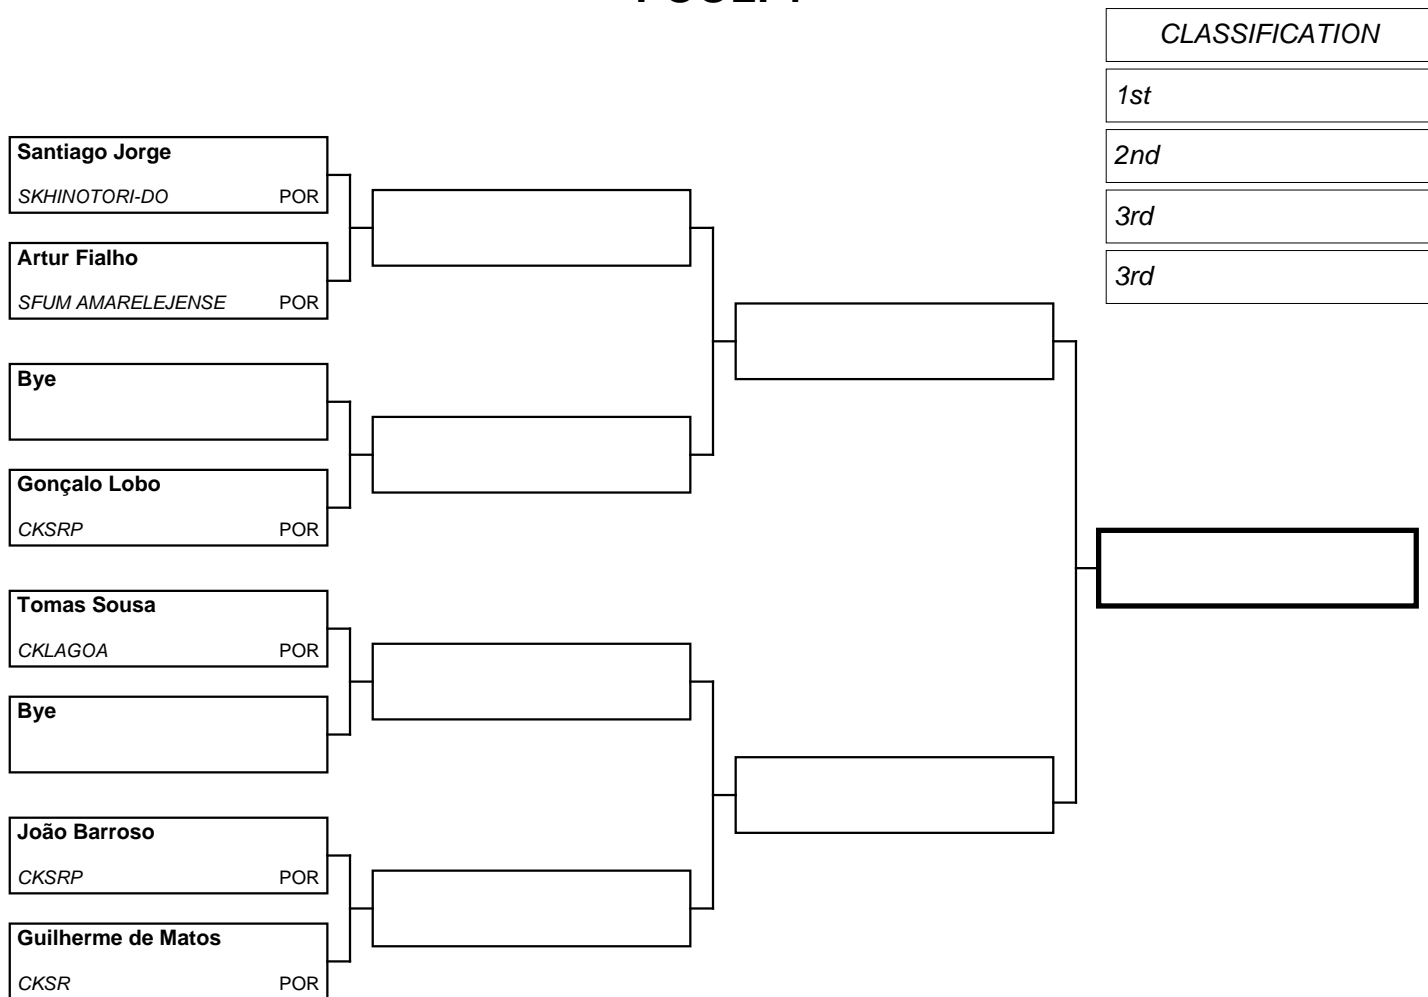 CLASSIFICATION
1st
2nd
3rd
3rd
Santiago Jorge
SKHINOTORI-DO POR
Artur Fialho
SFUM AMARELEJENSE POR
Bye
Gonçalo Lobo
CKSRP POR
Tomas Sousa
CKLAGOA POR
Bye
João Barroso
CKSRP POR
Guilherme de Matos
CKSR POR